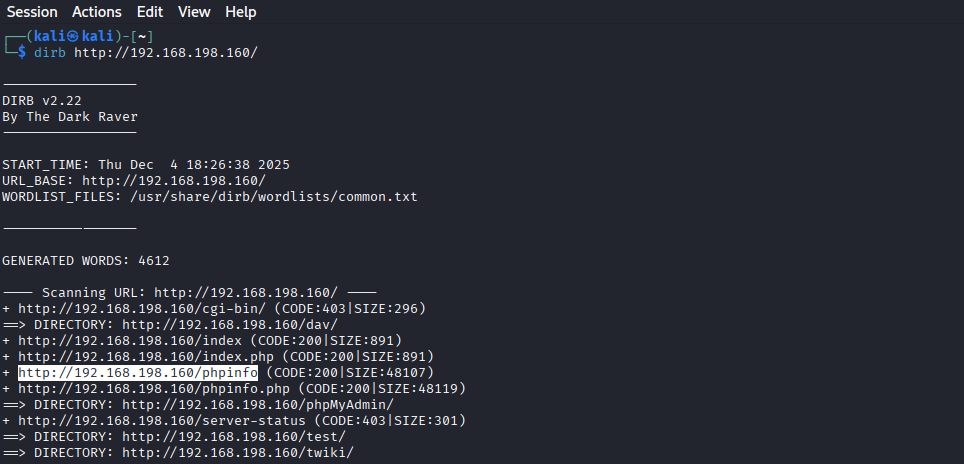 Session Actions Edit View Help
┌──(kali㉿kali)-[~]
└─$ dirb http://192.168.198.160/
-----------------
DIRB v2.22
By The Dark Raver
-----------------
START_TIME: Thu Dec  4 18:26:38 2025
URL_BASE: http://192.168.198.160/
WORDLIST_FILES: /usr/share/dirb/wordlists/common.txt
-----------------
GENERATED WORDS: 4612
---- Scanning URL: http://192.168.198.160/ ----
+ http://192.168.198.160/cgi-bin/ (CODE:403|SIZE:296)
==> DIRECTORY: http://192.168.198.160/dav/
+ http://192.168.198.160/index (CODE:200|SIZE:891)
+ http://192.168.198.160/index.php (CODE:200|SIZE:891)
+ http://192.168.198.160/phpinfo (CODE:200|SIZE:48107)
+ http://192.168.198.160/phpinfo.php (CODE:200|SIZE:48119)
==> DIRECTORY: http://192.168.198.160/phpMyAdmin/
+ http://192.168.198.160/server-status (CODE:403|SIZE:301)
==> DIRECTORY: http://192.168.198.160/test/
==> DIRECTORY: http://192.168.198.160/twiki/